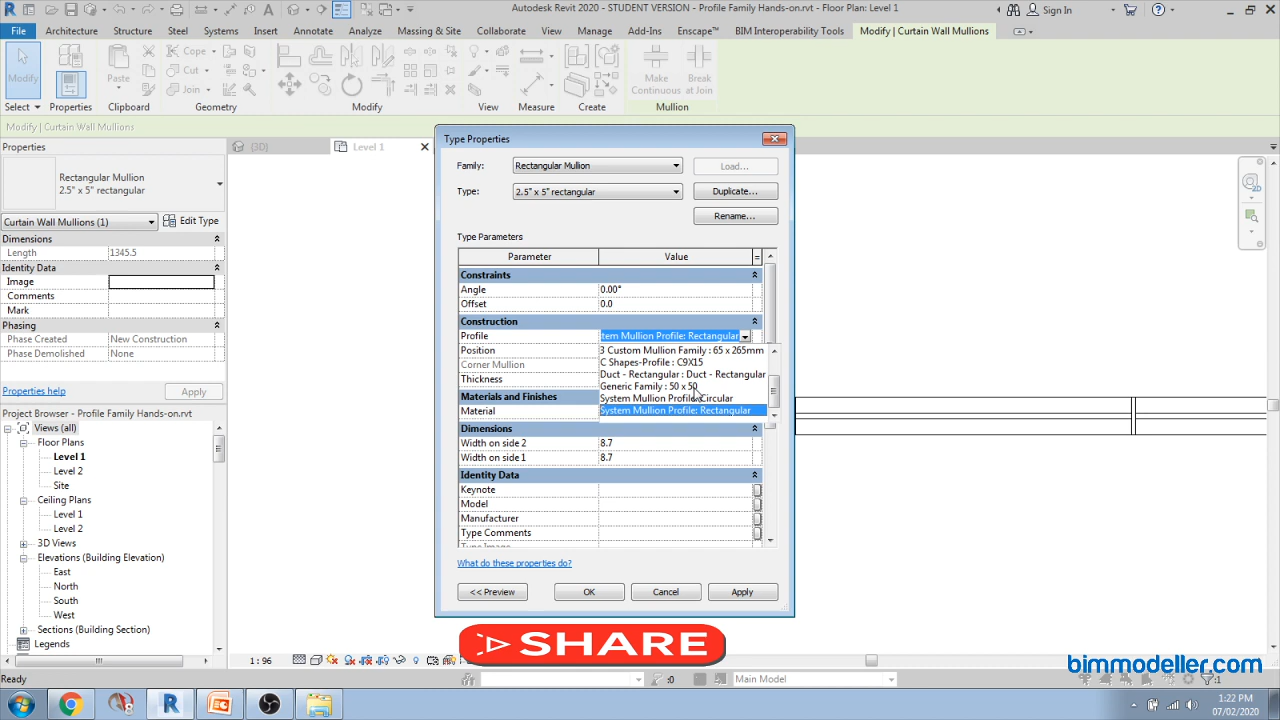 Autodesk Revit 2020 - STUDENT VERSION - Profile Family Hands-on.rvt - Floor Plan: Level 1
Sign In
File
Architecture
Structure
Steel
Systems
Insert
Annotate
Analyze
Massing & Site
Collaborate
View
Manage
Add-Ins
Enscape™
BIM Interoperability Tools
Modify | Curtain Wall Mullions
Modify
Paste
Cope
Cut
Join
Make Continuous
Break at Join
Select
Properties
Clipboard
Geometry
Modify
View
Measure
Create
Mullion
Modify | Curtain Wall Mullions
Properties
Rectangular Mullion
2.5" x 5" rectangular
Curtain Wall Mullions (1)
Edit Type
Dimensions
Length 1345.5
Identity Data
Image
Comments
Mark
Phasing
Phase Created New Construction
Phase Demolished None
Properties help
Apply
Project Browser - Profile Family Hands-on.rvt
Views (all)
Floor Plans
Level 1
Level 2
Site
Ceiling Plans
Level 1
Level 2
3D Views
Elevations (Building Elevation)
East
North
South
West
Sections (Building Section)
Legends
{3D}
Level 1
Type Properties
Family: Rectangular Mullion Load...
Type: 2.5" x 5" rectangular Duplicate...
Rename...
Type Parameters
Parameter Value =
Constraints
Angle 0.00°
Offset 0.0
Construction
Profile tem Mullion Profile: Rectangular
Position
Corner Mullion
Thickness
3 Custom Mullion Family : 65 x 265mm
C Shapes-Profile : C9X15
Duct - Rectangular : Duct - Rectangular
Generic Family : 50 x 50
System Mullion Profile: Circular
System Mullion Profile: Rectangular
Materials and Finishes
Material
Dimensions
Width on side 2 8.7
Width on side 1 8.7
Identity Data
Keynote
Model
Manufacturer
Type Comments
Type Image
What do these properties do?
<< Preview
OK
Cancel
Apply
SHARE
1 : 96
bimmodeller.com
Ready
:0
Main Model
:1
1:22 PM
07/02/2020